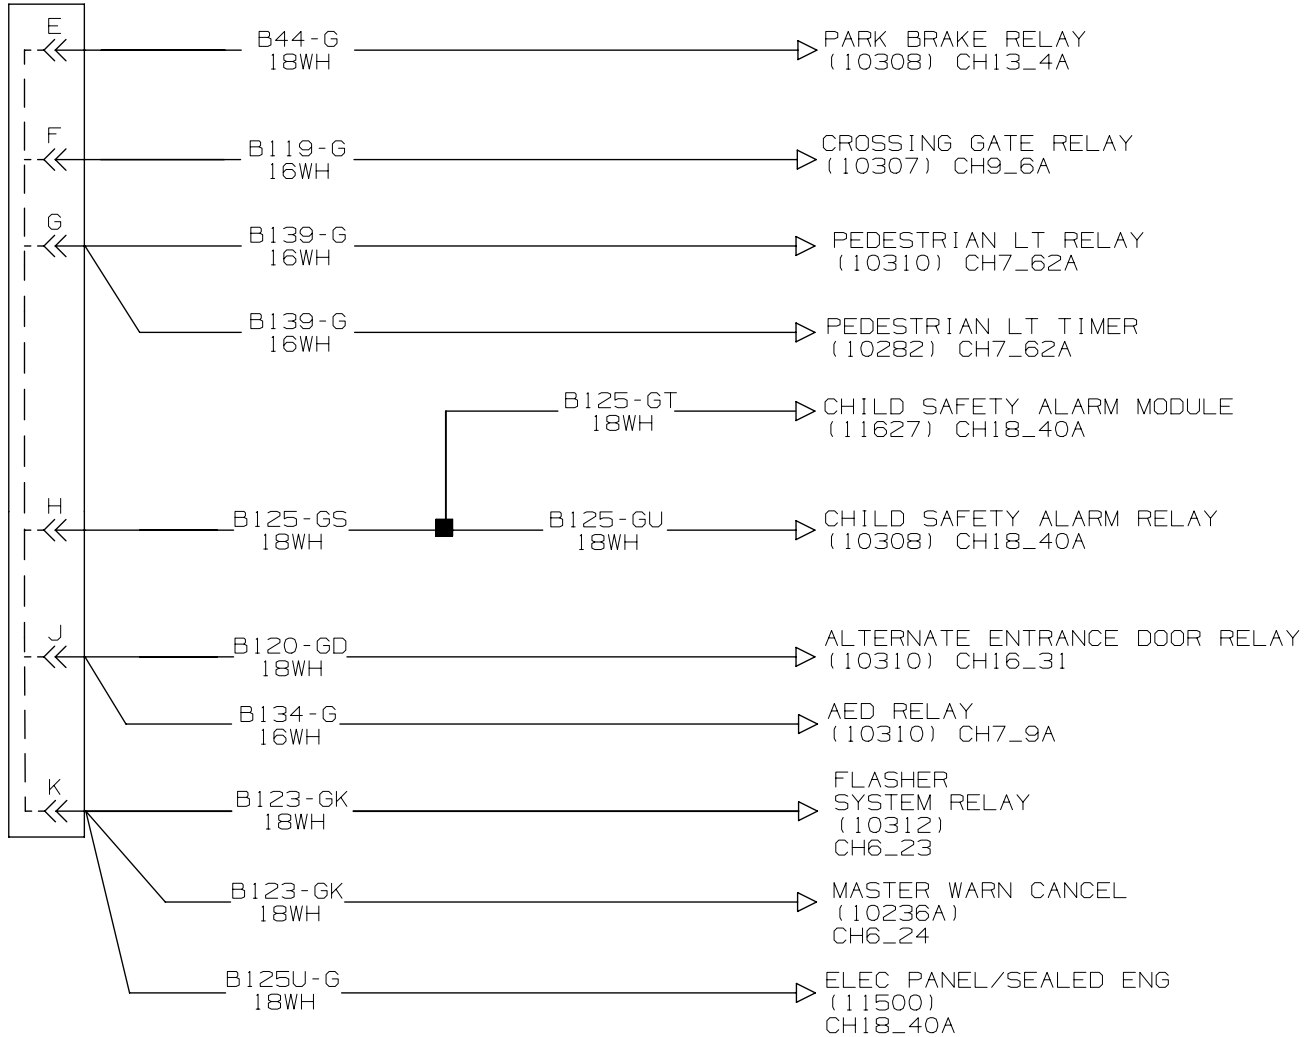 E
B44-G
18WH
PARK BRAKE RELAY
(10308) CH13_4A
F
B119-G
16WH
CROSSING GATE RELAY
(10307) CH9_6A
G
B139-G
16WH
PEDESTRIAN LT RELAY
(10310) CH7_62A
B139-G
16WH
PEDESTRIAN LT TIMER
(10282) CH7_62A
B125-GT
18WH
CHILD SAFETY ALARM MODULE
(11627) CH18_40A
H
B125-GS
18WH
B125-GU
18WH
CHILD SAFETY ALARM RELAY
(10308) CH18_40A
J
B120-GD
18WH
ALTERNATE ENTRANCE DOOR RELAY
(10310) CH16_31
B134-G
16WH
AED RELAY
(10310) CH7_9A
K
B123-GK
18WH
FLASHER
SYSTEM RELAY
(10312)
CH6_23
B123-GK
18WH
MASTER WARN CANCEL
(10236A)
CH6_24
B125U-G
18WH
ELEC PANEL/SEALED ENG
(11500)
CH18_40A